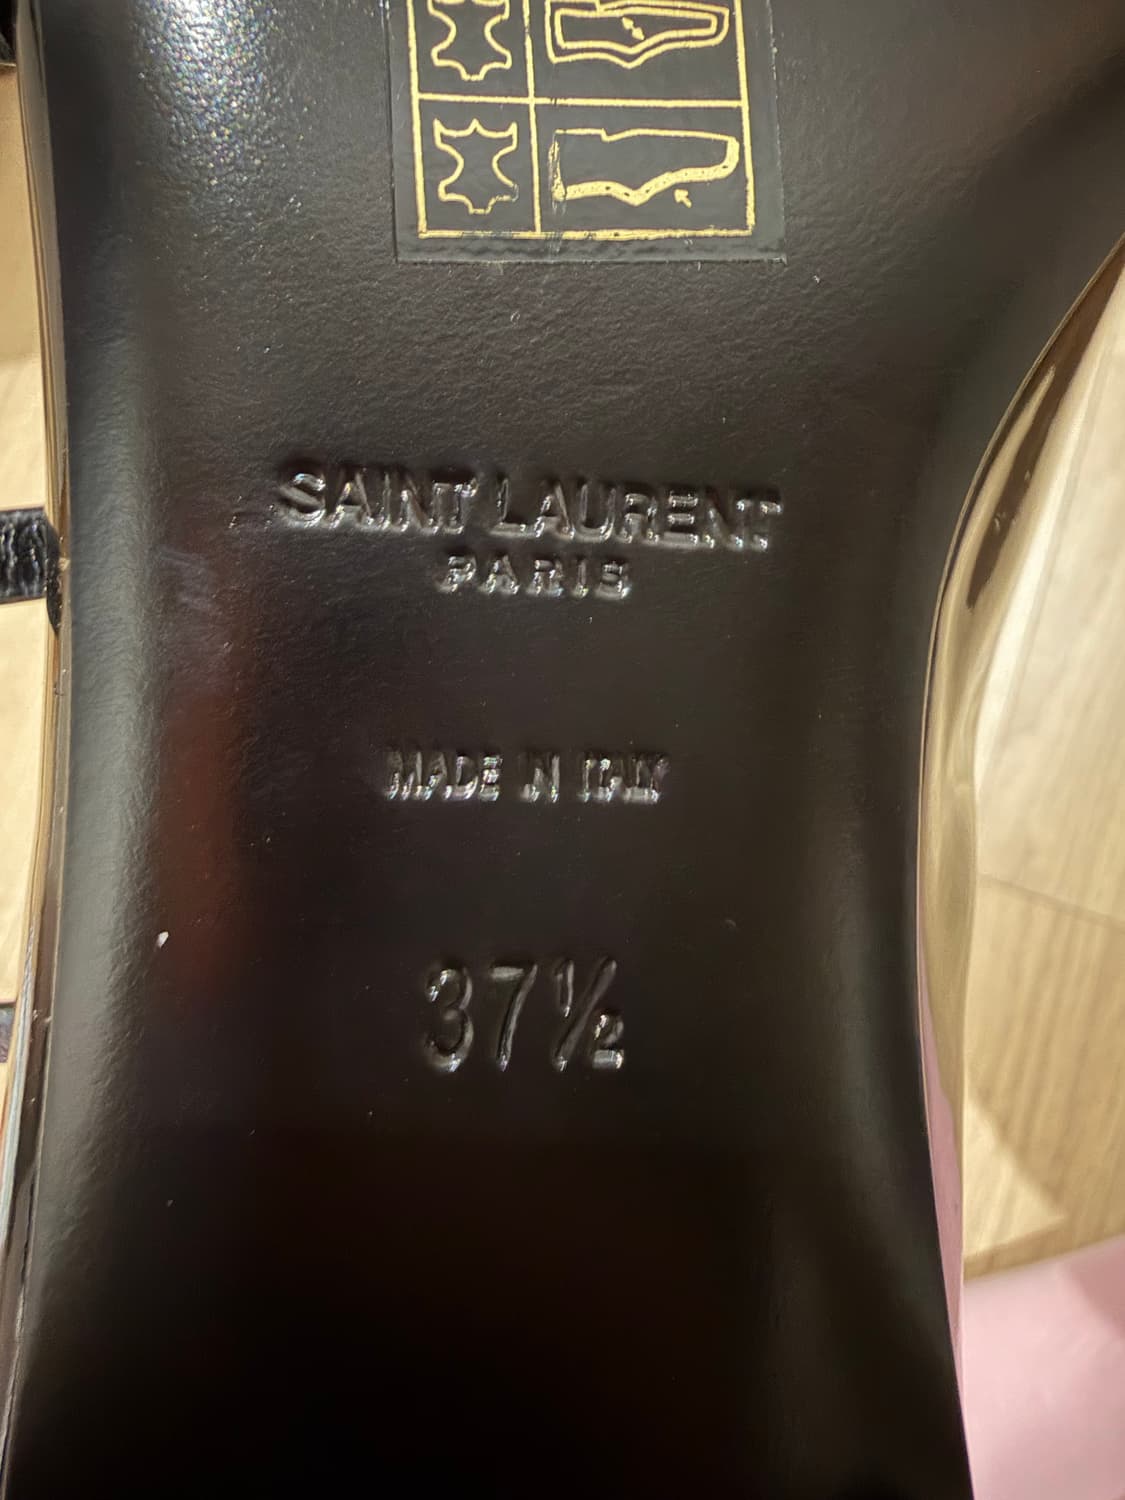 SAINT LAURENT
PARIS
MADE IN ITALY
37½